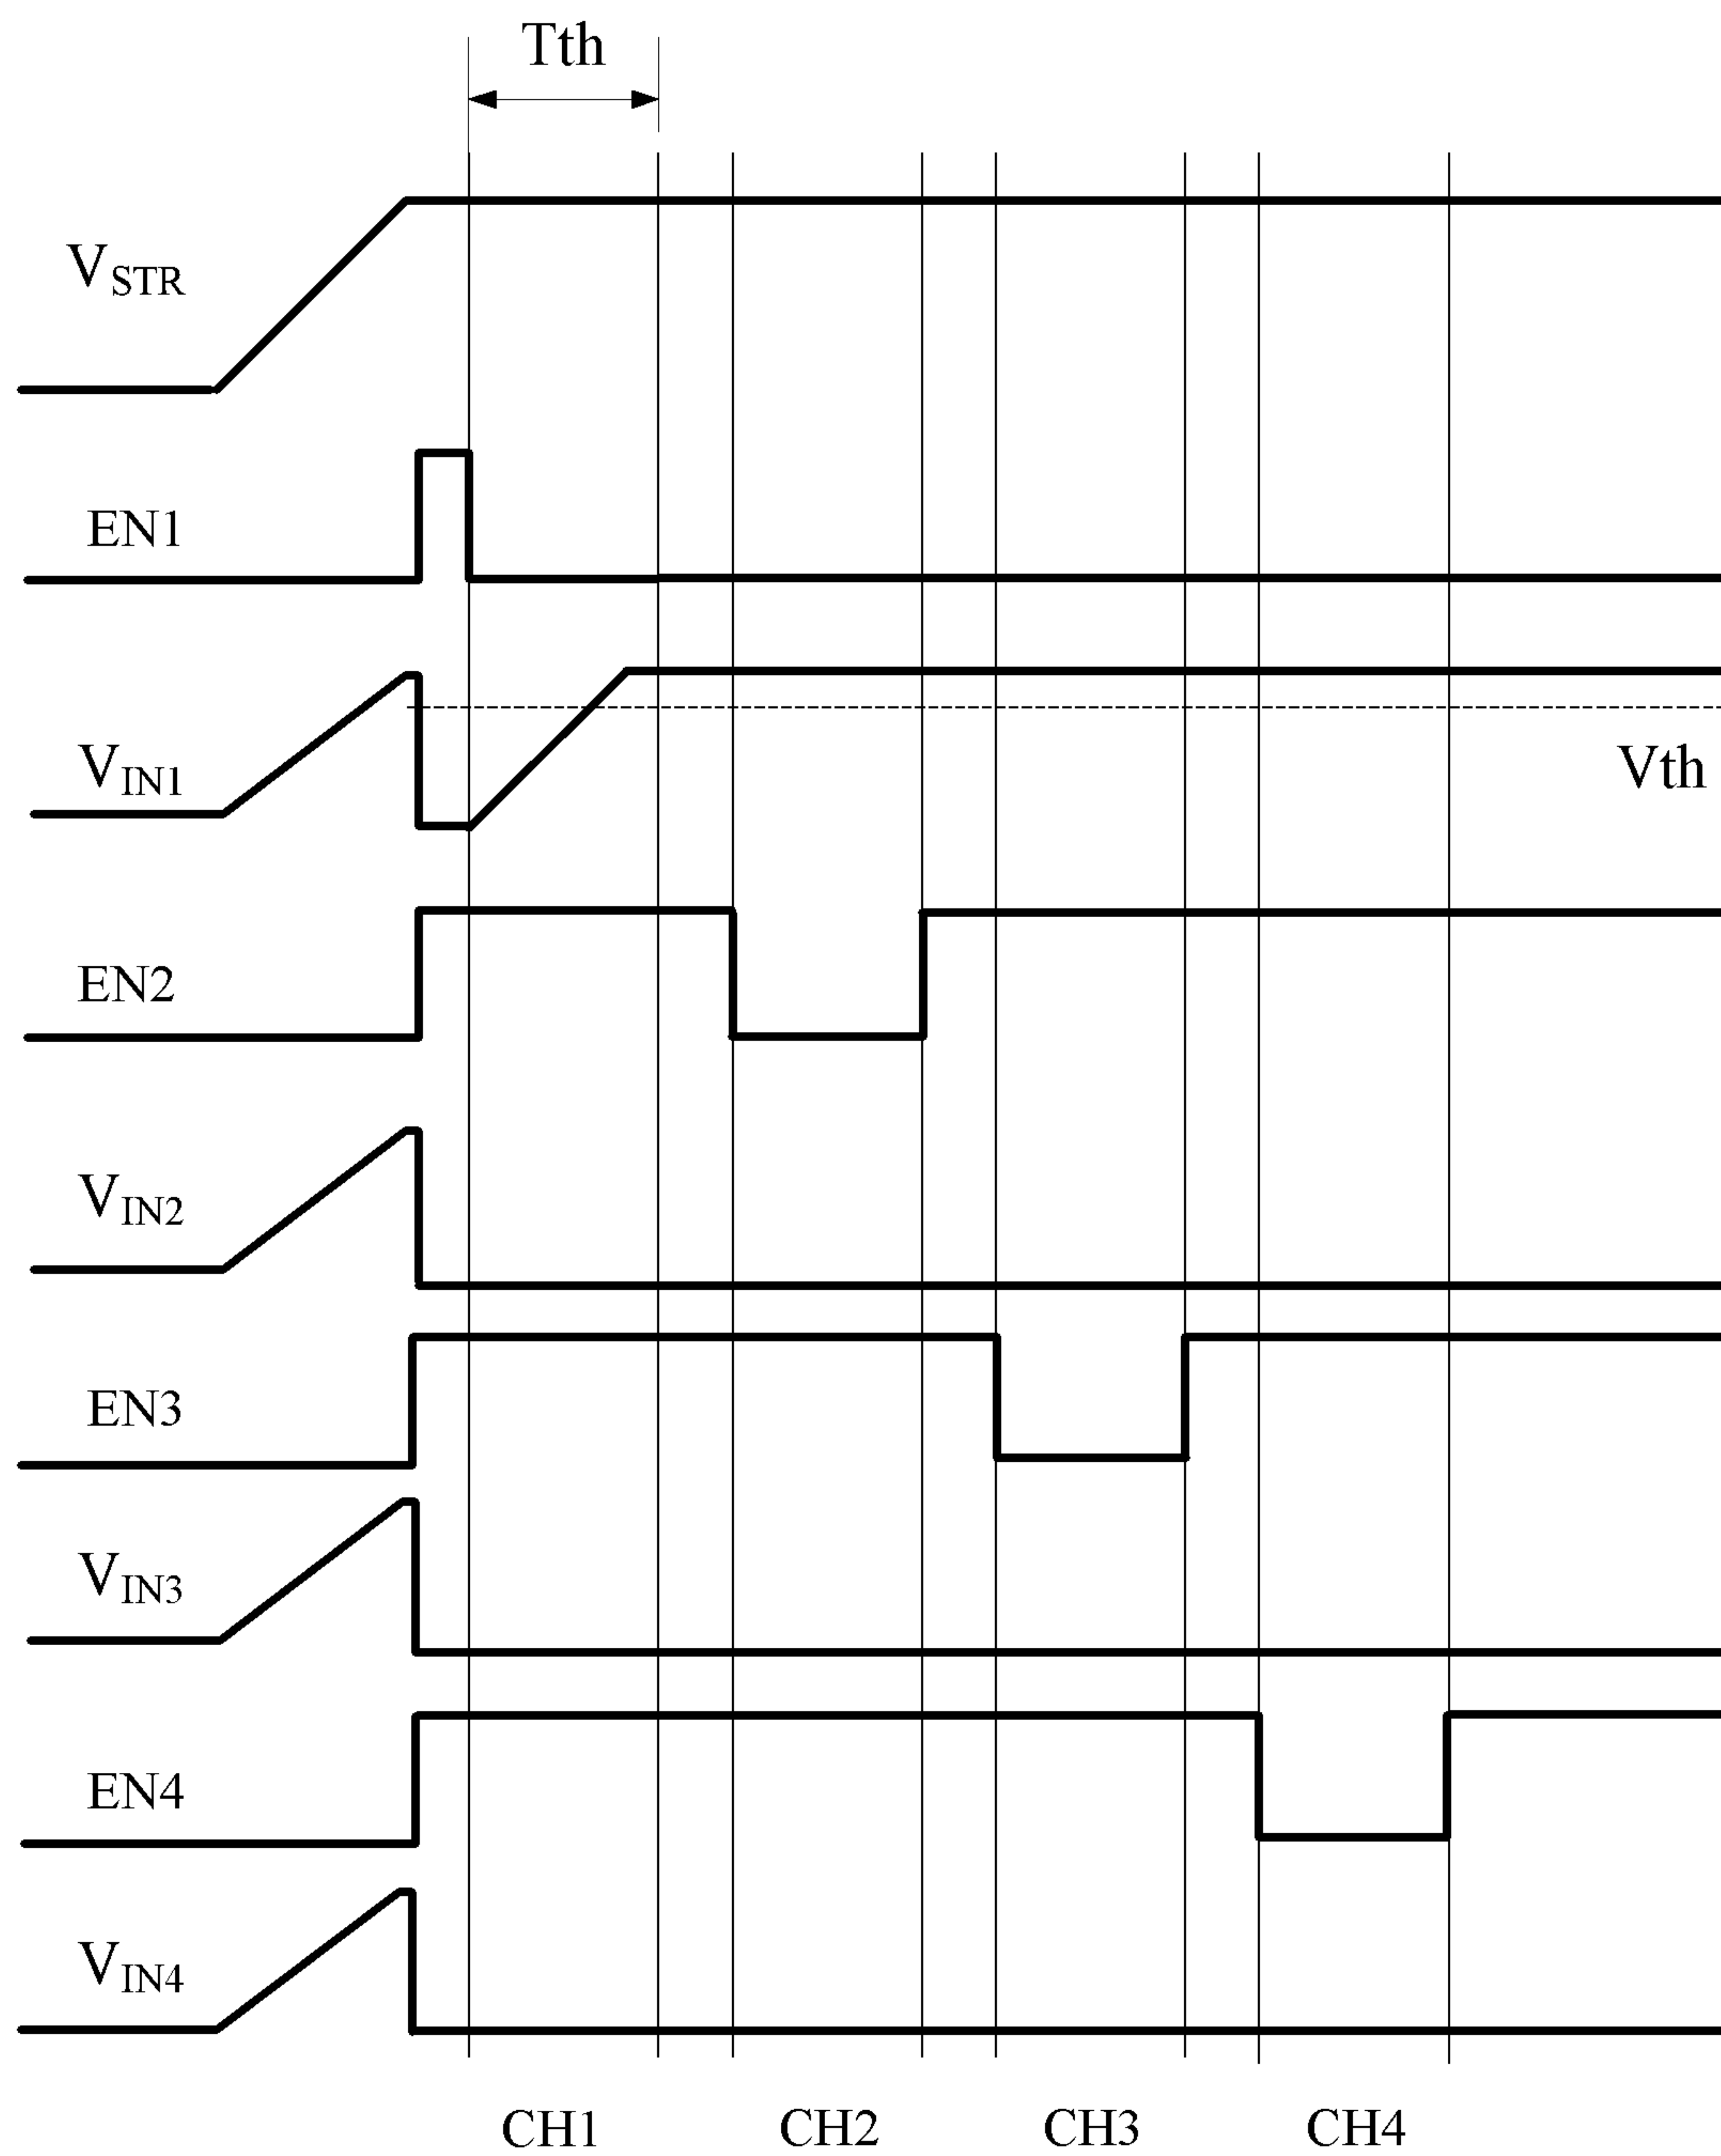 Tth
VSTR
EN1
VIN1
Vth
EN2
VIN2
EN3
VIN3
EN4
VIN4
CH1 CH2 CH3 CH4